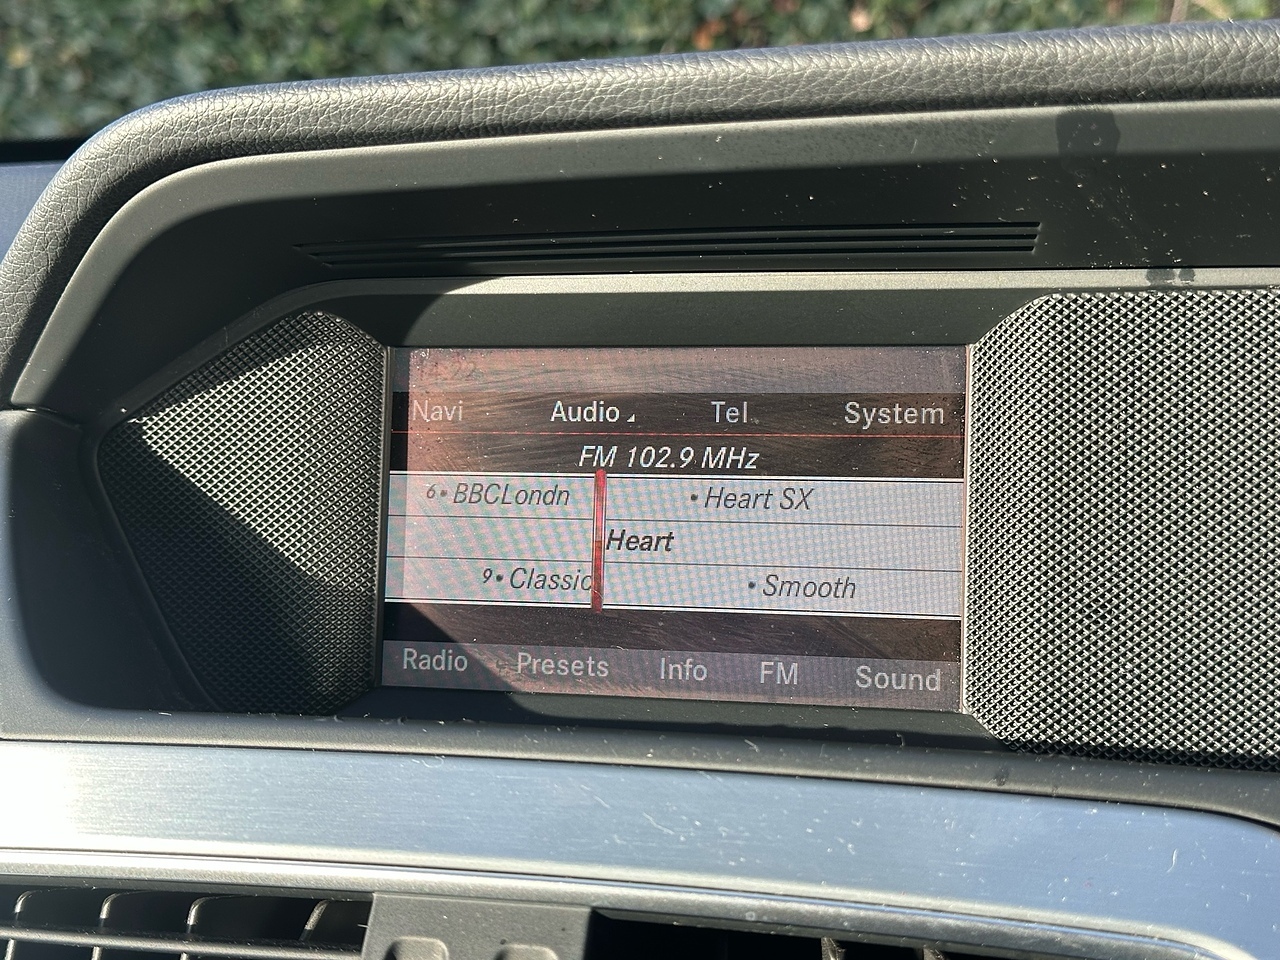 Navi Audio Tel System
FM 102.9 MHz
6• BBCLondn • Heart SX
Heart
9• Classic • Smooth
Radio Presets Info FM Sound